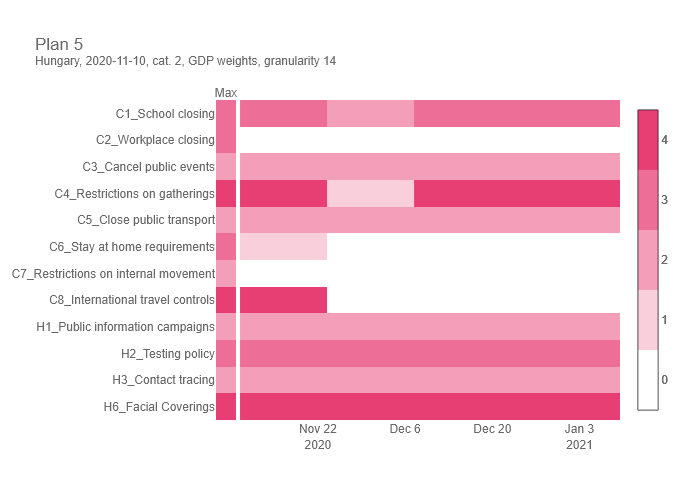 Plan 5
Hungary, 2020-11-10, cat. 2, GDP weights, granularity 14
Max
C1_School closing
C2_Workplace closing
C3_Cancel public events
C4_Restrictions on gatherings
C5_Close public transport
C6_Stay at home requirements
C7_Restrictions on internal movement
C8_International travel controls
H1_Public information campaigns
H2_Testing policy
H3_Contact tracing
H6_Facial Coverings
Nov 22 Dec 6 Dec 20 Jan 3
2020 2021
4
3
2
1
0